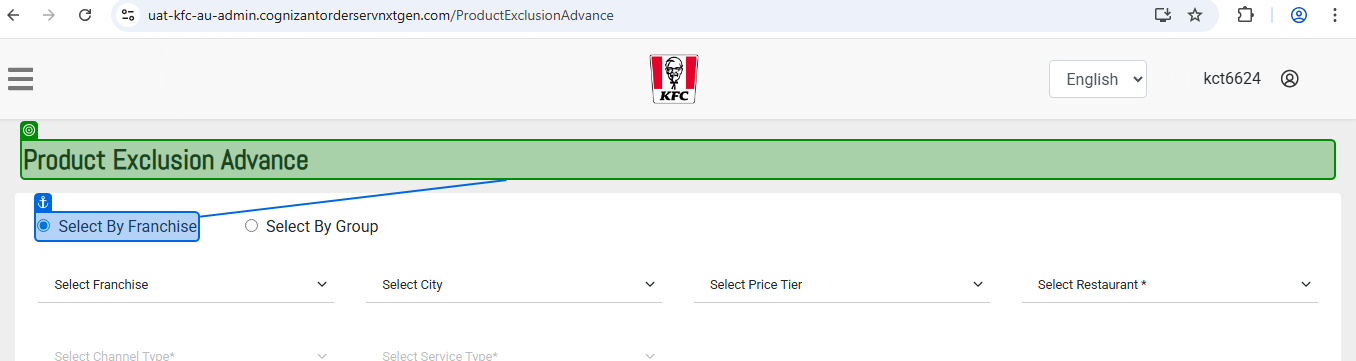 uat-kfc-au-admin.cognizantorderservnxtgen.com/ProductExclusionAdvance
KFC
English
kct6624
Product Exclusion Advance
Select By Franchise
Select By Group
Select Franchise
Select City
Select Price Tier
Select Restaurant *
Select Channel Type*
Select Service Type*